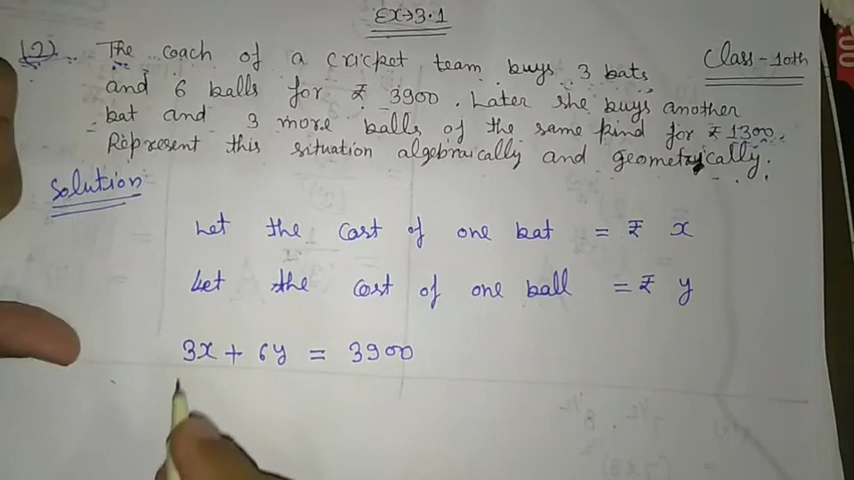 Ex→3.1
(2). The coach of a cricket team buys 3 bats
Class-10th
and 6 balls for ₹ 3900. Later she buys another
bat and 3 more balls of the same kind for ₹ 1300.
Represent this situation algebraically and geometrically.
Solution
Let the cost of one bat = ₹ x
Let the cost of one ball = ₹ y
3x + 6y = 3900